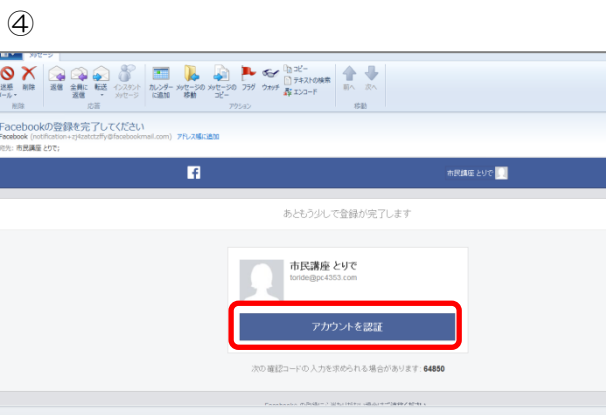 ④
メッセージ
迷惑 削除 返信 全員に 転送 インスタント カレンダー メッセージの メッセージの フラグ ウォッチ コピー テキストの検索 エンコード 前へ 次へ
メール 返信 メッセージ に追加 移動 コピー
削除 応答 アクション 移動
Facebookの登録を完了してください
Facebook アドレス帳に追加
宛先: 市民講座 とりで;
市民講座 とりで
あともう少しで登録が完了します
市民講座 とりで
toride@pc4353.com
アカウントを認証
次の確認コードの入力を求められる場合があります: 64850